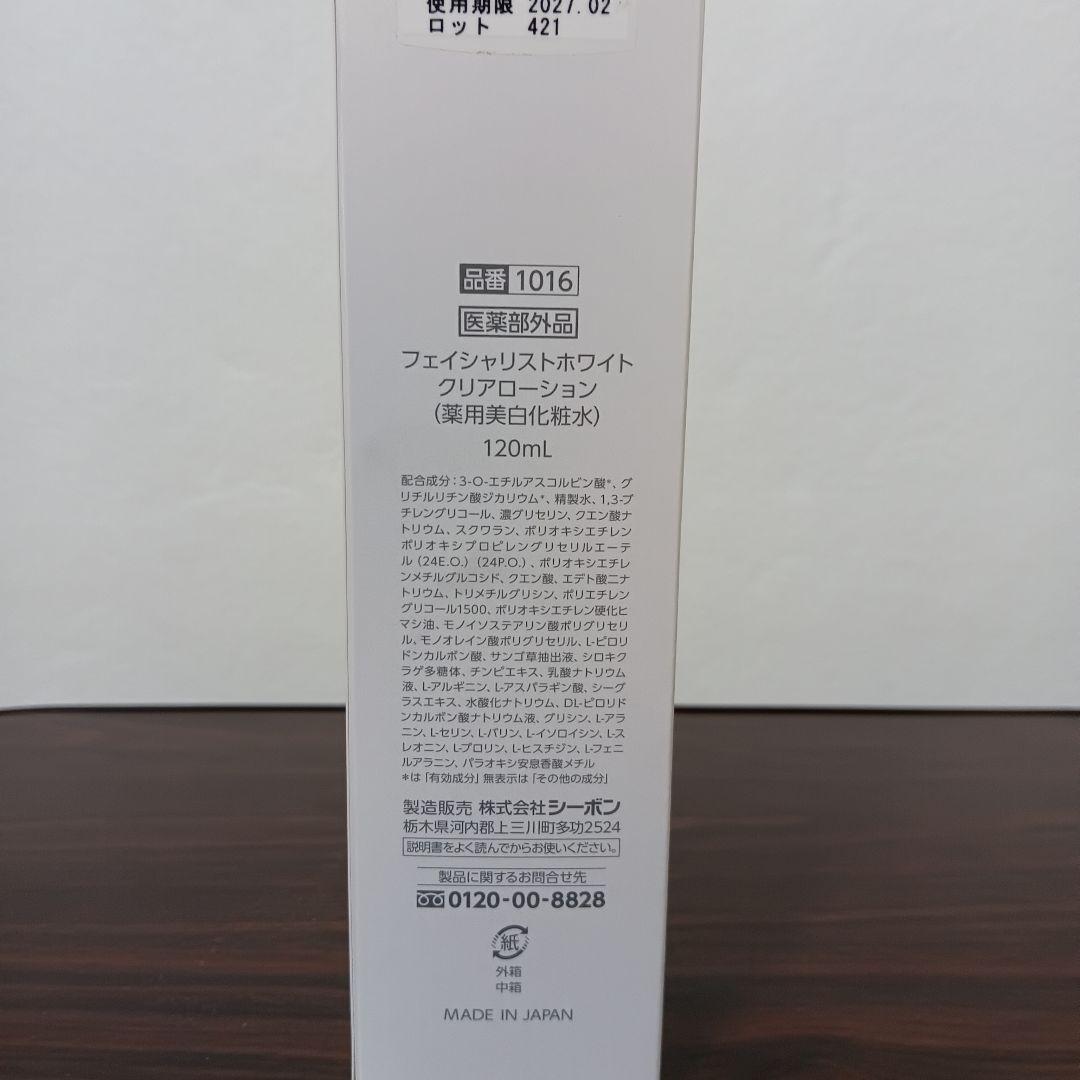 使用期限 2027.02
ロット 421
品番 1016
医薬部外品
フェイシャリストホワイト
クリアローション
(薬用美白化粧水)
120mL
配合成分:3-O-エチルアスコルビン酸*、グ
リチルリチン酸ジカリウム*、精製水、1,3-ブ
チレングリコール、濃グリセリン、クエン酸ナ
トリウム、スクワラン、ポリオキシエチレン
ポリオキシプロピレングリセリルエーテ
ル(24E.O.)(24P.O.)、ポリオキシエチレ
ンメチルグルコシド、クエン酸、エデト酸二ナ
トリウム、トリメチルグリシン、ポリエチレン
グリコール1500、ポリオキシエチレン硬化ヒ
マシ油、モノイソステアリン酸ポリグリセリ
ル、モノオレイン酸ポリグリセリル、L-ピロリ
ドンカルボン酸、サンゴ草抽出液、シロキク
ラゲ多糖体、チンピエキス、乳酸ナトリウム
液、L-アルギニン、L-アスパラギン酸、シーグ
ラスエキス、水酸化ナトリウム、DL-ピロリド
ンカルボン酸ナトリウム液、グリシン、L-アラ
ニン、L-セリン、L-バリン、L-イソロイシン、L-ス
レオニン、L-プロリン、L-ヒスチジン、L-フェニ
ルアラニン、パラオキシ安息香酸メチル
*は「有効成分」無表示は「その他の成分」
製造販売 株式会社シーボン
栃木県河内郡上三川町多功2524
説明書をよく読んでからお使いください。
製品に関するお問合せ先
0120-00-8828
紙
外箱
中箱
MADE IN JAPAN